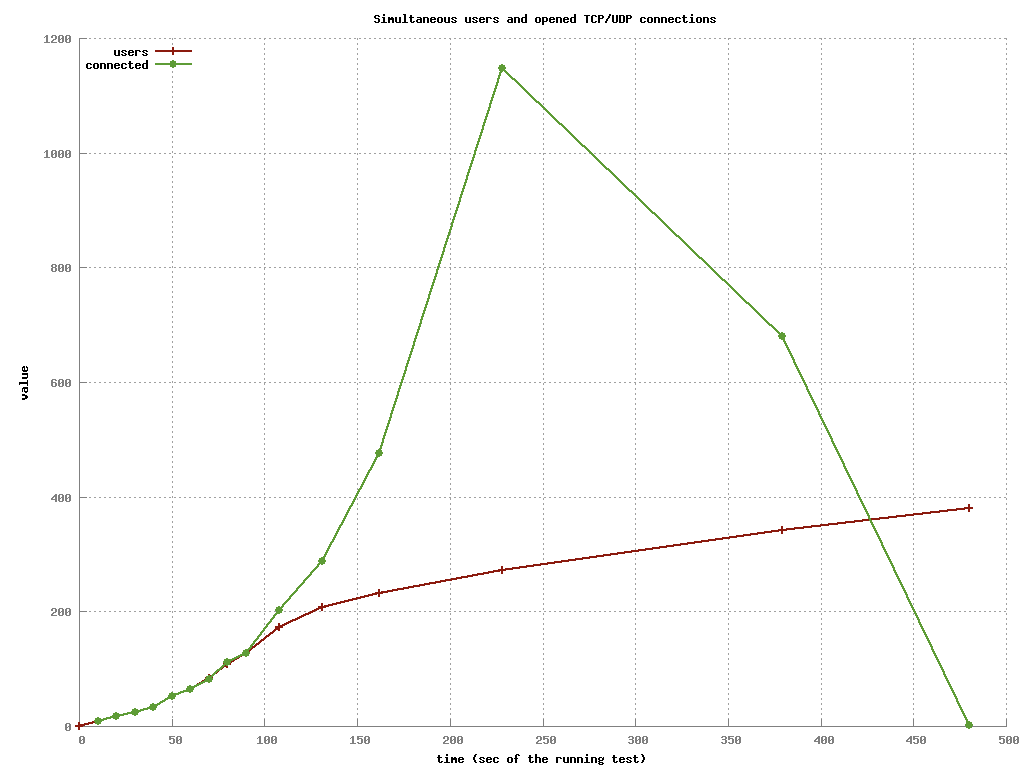 Simultaneous users and opened TCP/UDP connections
1200
users
connected
1000
800
value
600
400
200
0
0 50 100 150 200 250 300 350 400 450 500
time (sec of the running test)